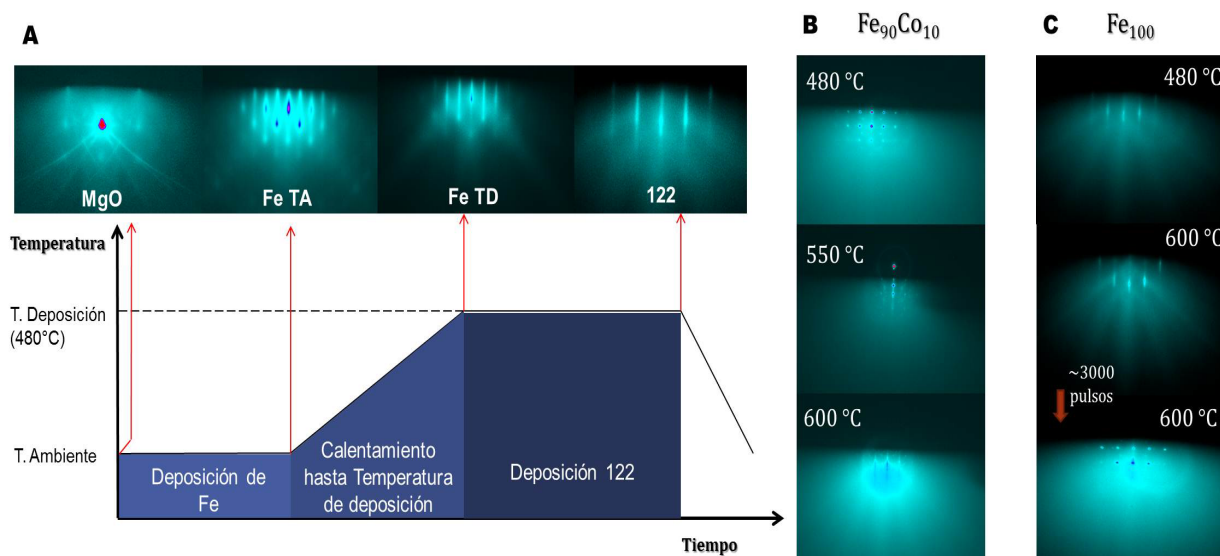 A
MgO
Fe TA
Fe TD
122
Temperatura
T. Deposición
(480°C)
T. Ambiente
Deposición de
Fe
Calentamiento
hasta Temperatura
de deposición
Deposición 122
Tiempo
B
Fe₉₀Co₁₀
480 °C
550 °C
600 °C
C
Fe₁₀₀
480 °C
600 °C
~3000
pulsos
600 °C